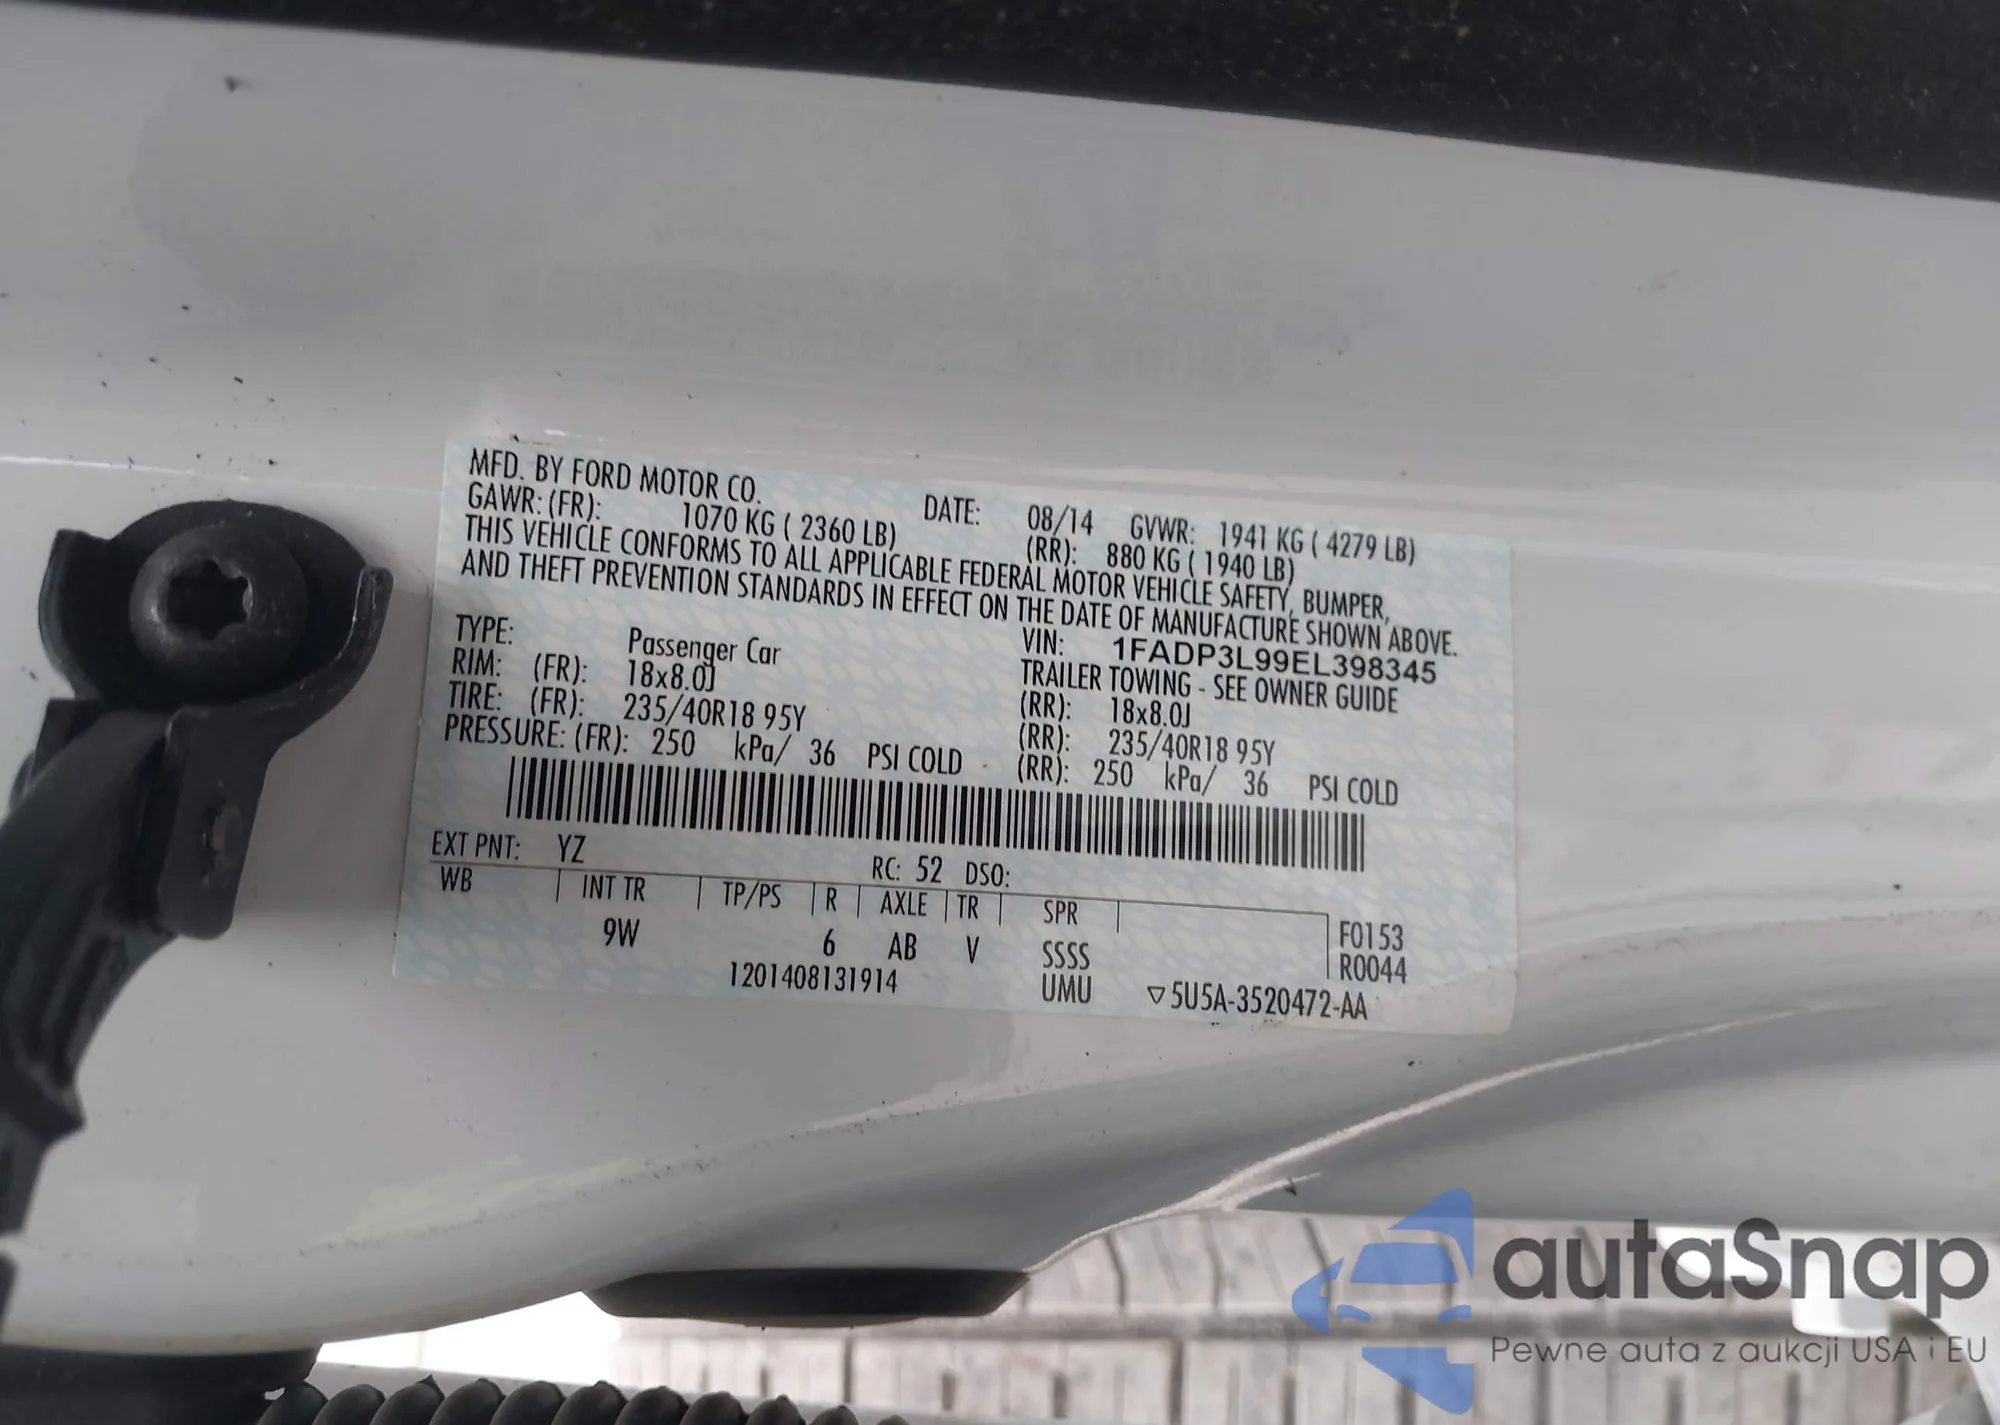 MFD. BY FORD MOTOR CO. DATE: 08/14 GVWR: 1941 KG ( 4279 LB)
GAWR: (FR): 1070 KG ( 2360 LB) (RR): 880 KG ( 1940 LB)
THIS VEHICLE CONFORMS TO ALL APPLICABLE FEDERAL MOTOR VEHICLE SAFETY, BUMPER,
AND THEFT PREVENTION STANDARDS IN EFFECT ON THE DATE OF MANUFACTURE SHOWN ABOVE.
VIN: 1FADP3L99EL398345
TYPE: Passenger Car TRAILER TOWING - SEE OWNER GUIDE
RIM: (FR): 18x8.0J (RR): 18x8.0J
TIRE: (FR): 235/40R18 95Y (RR): 235/40R18 95Y
PRESSURE: (FR): 250 kPa/ 36 PSI COLD (RR): 250 kPa/ 36 PSI COLD
EXT PNT: YZ RC: 52 DSO:
WB INT TR TP/PS R AXLE TR SPR F0153
9W 6 AB V SSSS R0044
1201408131914 UMU ▽5U5A-3520472-AA
autaSnap
Pewne auta z aukcji USA i EU